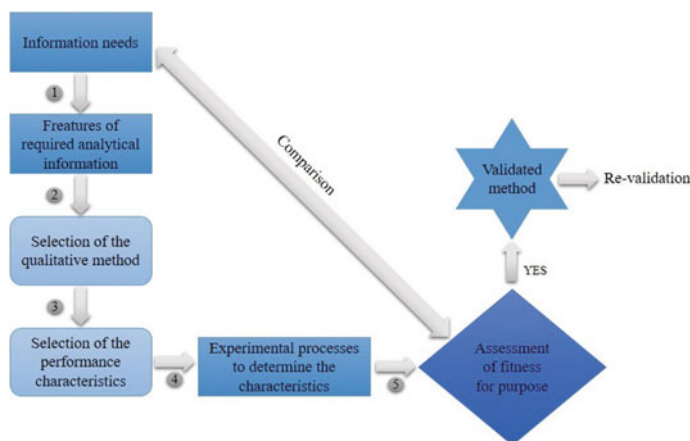 Information needs
1
Freatures of
required analytical
information
2
Selection of the
qualitative method
3
Selection of the
performance
characteristics
4
Experimental processes
to determine the
characteristics
5
Assessment
of fitness
for purpose
Comparison
YES
Validated
method
Re-validation